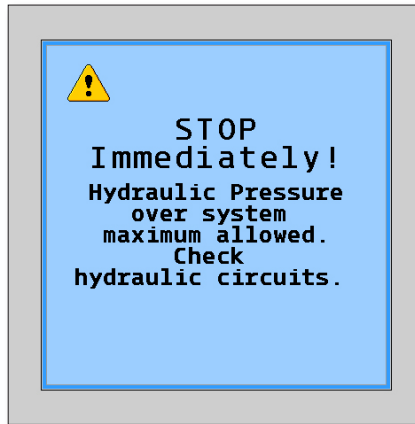 STOP
Immediately!
Hydraulic Pressure
over system
maximum allowed.
Check
hydraulic circuits.